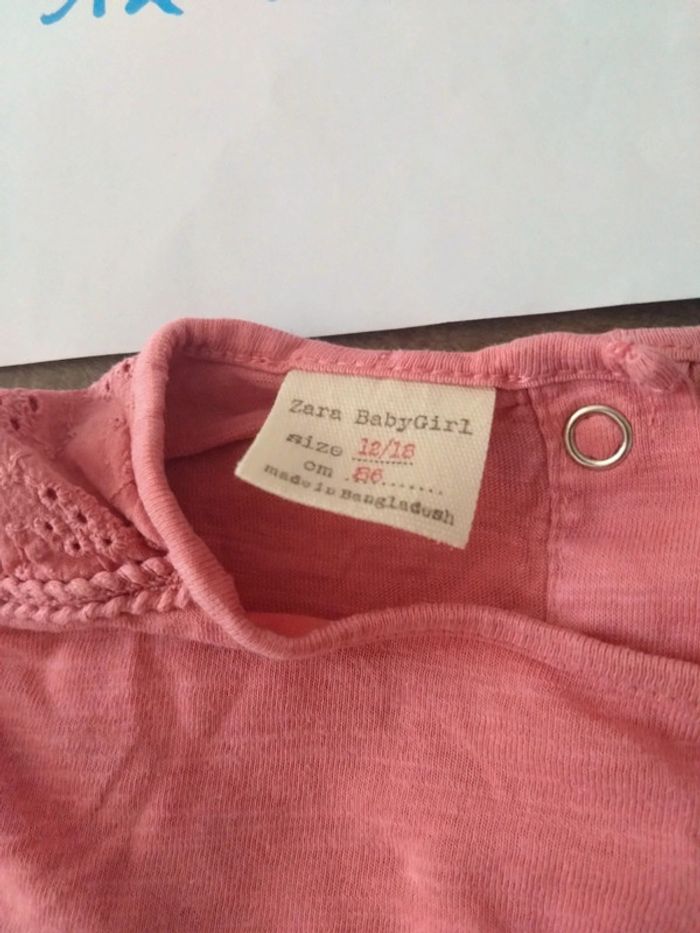 Zara BabyGirl
size 12/18
cm .86.......
made in Bangladesh